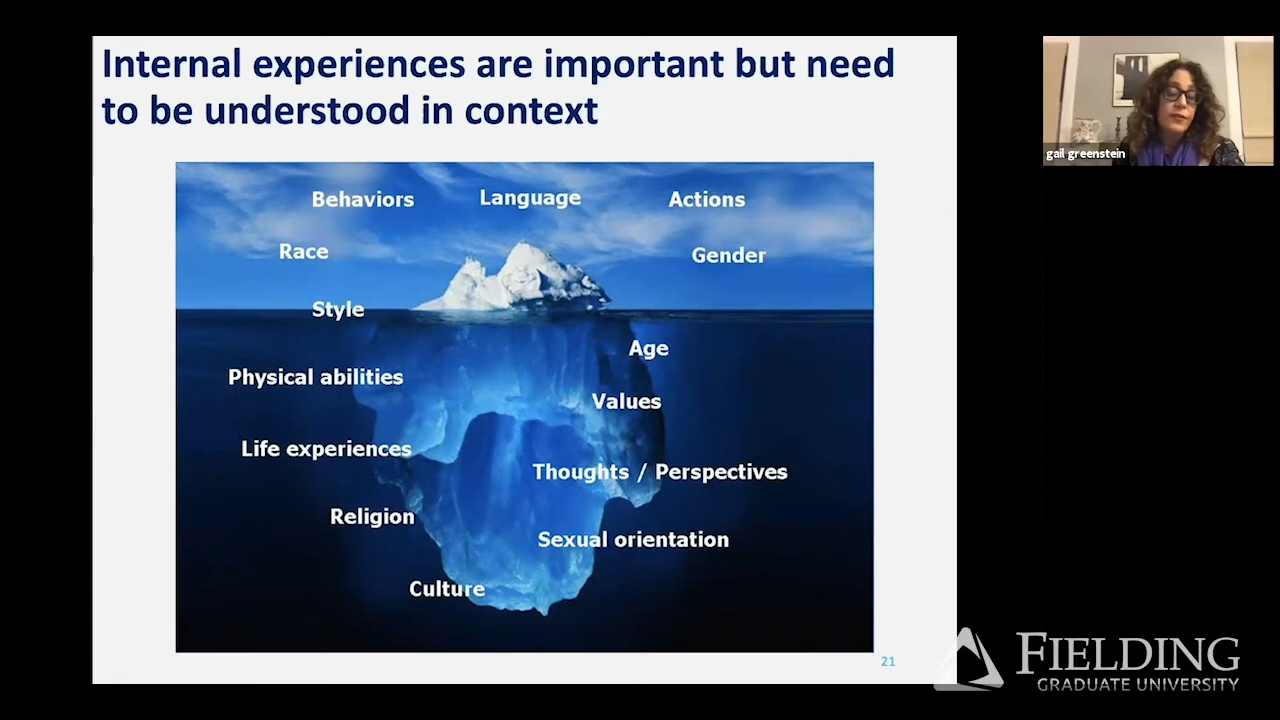 Internal experiences are important but need
to be understood in context
Behaviors
Language
Actions
Race
Gender
Style
Age
Physical abilities
Values
Life experiences
Thoughts / Perspectives
Religion
Sexual orientation
Culture
21
gail greenstein
FIELDING
GRADUATE UNIVERSITY